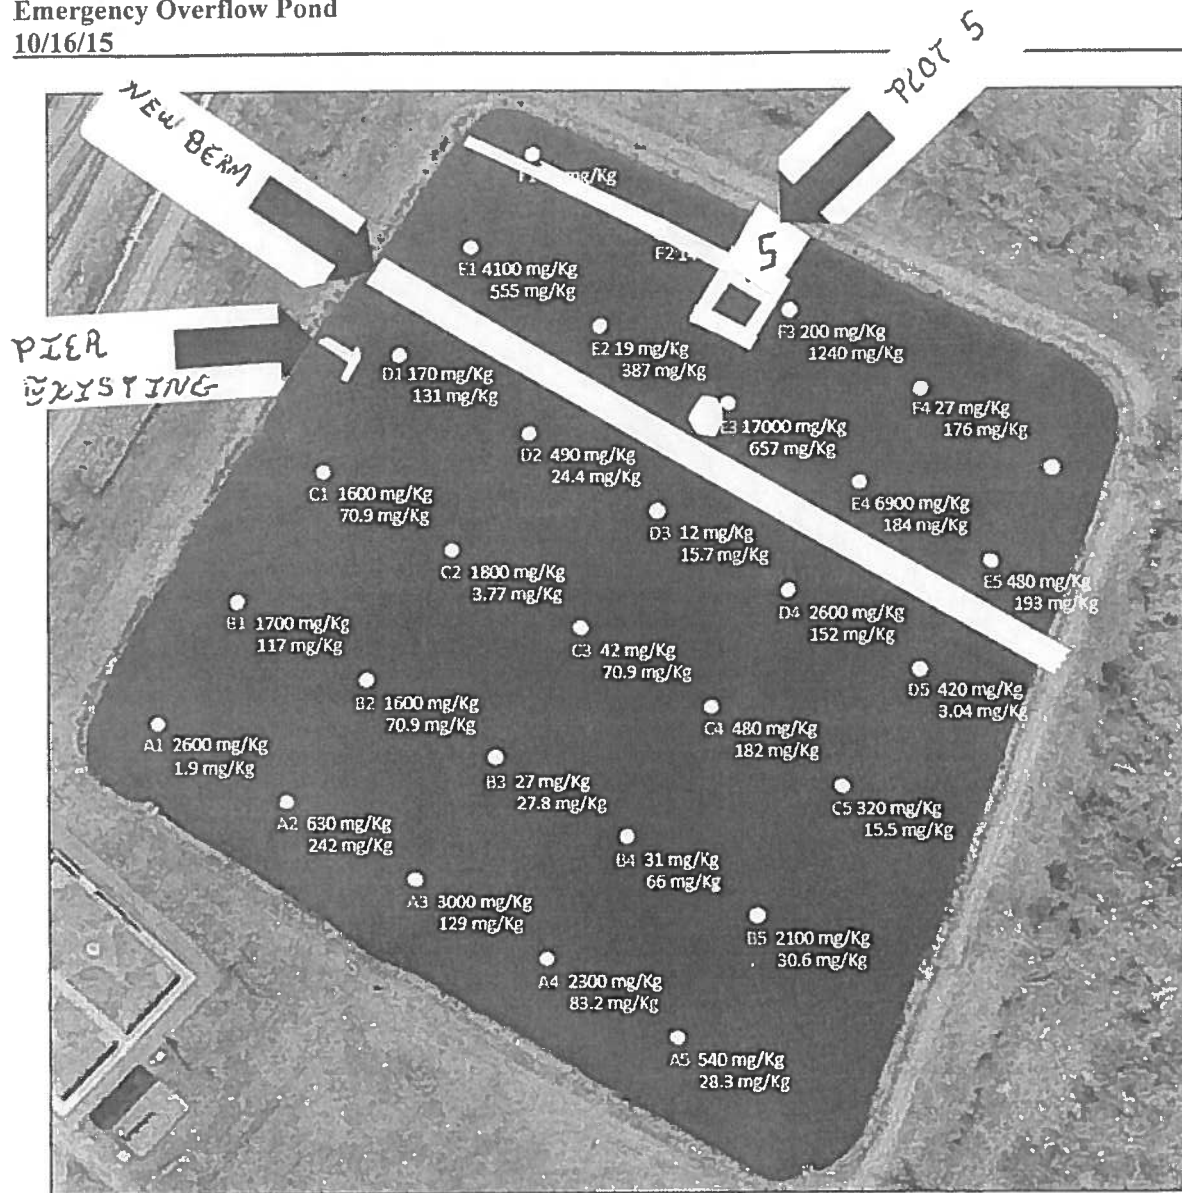 Emergency Overflow Pond
10/16/15
PLOT 5
NEW BERM
mg/Kg
5
F2
E1 4100 mg/Kg
555 mg/Kg
F3 200 mg/Kg
1240 mg/Kg
PIER
EXISTING
E2 19 mg/Kg
387 mg/Kg
D1 170 mg/Kg
131 mg/Kg
F4 27 mg/Kg
176 mg/Kg
E3 17000 mg/Kg
657 mg/Kg
D2 490 mg/Kg
24.4 mg/Kg
E4 6900 mg/Kg
184 mg/Kg
C1 1600 mg/Kg
70.9 mg/Kg
D3 12 mg/Kg
15.7 mg/Kg
E5 480 mg/Kg
193 mg/Kg
C2 1800 mg/Kg
3.77 mg/Kg
D4 2600 mg/Kg
152 mg/Kg
B1 1700 mg/Kg
117 mg/Kg
C3 42 mg/Kg
70.9 mg/Kg
D5 420 mg/Kg
3.04 mg/Kg
B2 1600 mg/Kg
70.9 mg/Kg
C4 480 mg/Kg
182 mg/Kg
A1 2600 mg/Kg
1.9 mg/Kg
B3 27 mg/Kg
27.8 mg/Kg
C5 320 mg/Kg
15.5 mg/Kg
A2 630 mg/Kg
242 mg/Kg
B4 31 mg/Kg
66 mg/Kg
A3 3000 mg/Kg
129 mg/Kg
B5 2100 mg/Kg
30.6 mg/Kg
A4 2300 mg/Kg
83.2 mg/Kg
A5 540 mg/Kg
28.3 mg/Kg